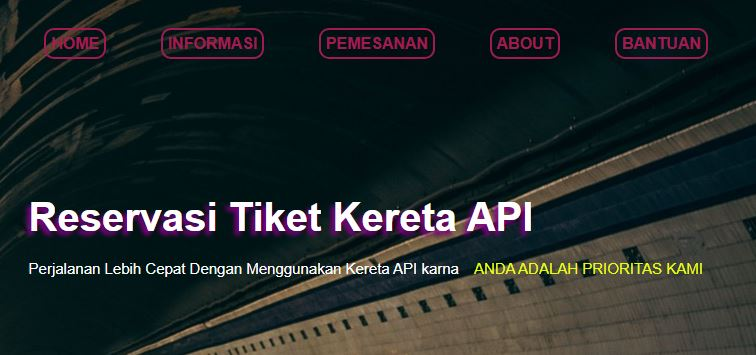 HOME INFORMASI PEMESANAN ABOUT BANTUAN
Reservasi Tiket Kereta API
Perjalanan Lebih Cepat Dengan Menggunakan Kereta API karna ANDA ADALAH PRIORITAS KAMI